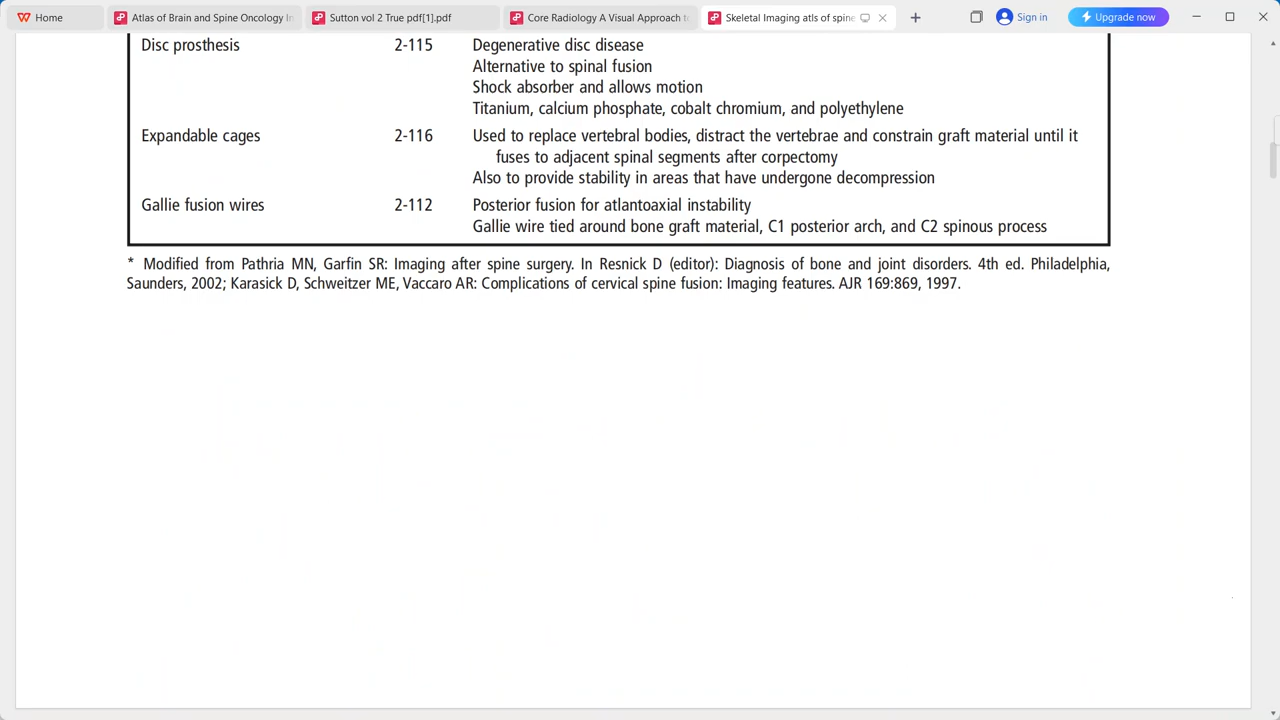 Home
Atlas of Brain and Spine Oncology In
Sutton vol 2 True pdf[1].pdf
Core Radiology A Visual Approach to
Skeletal Imaging atls of spine
Sign in
Upgrade now
Disc prosthesis 2-115 Degenerative disc disease
Alternative to spinal fusion
Shock absorber and allows motion
Titanium, calcium phosphate, cobalt chromium, and polyethylene
Expandable cages 2-116 Used to replace vertebral bodies, distract the vertebrae and constrain graft material until it
fuses to adjacent spinal segments after corpectomy
Also to provide stability in areas that have undergone decompression
Gallie fusion wires 2-112 Posterior fusion for atlantoaxial instability
Gallie wire tied around bone graft material, C1 posterior arch, and C2 spinous process
* Modified from Pathria MN, Garfin SR: Imaging after spine surgery. In Resnick D (editor): Diagnosis of bone and joint disorders. 4th ed. Philadelphia,
Saunders, 2002; Karasick D, Schweitzer ME, Vaccaro AR: Complications of cervical spine fusion: Imaging features. AJR 169:869, 1997.